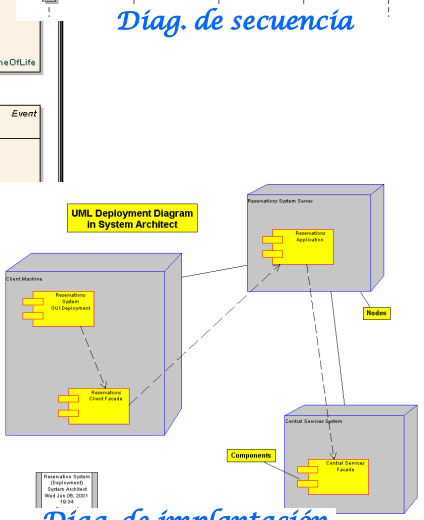 Diag. de secuencia
neOfLife
Event
UML Deployment Diagram
in System Architect
Reservations System Server
Reservations
Application
Client Machine
Reservations
System
GUI Deployment
Nodes
Reservations
Client Facade
Central Services System
Components
Central Services
Facade
Reservation System
(Deployment)
System Architect
Wed Jun 06, 2001
19:34
Diag. de implantación